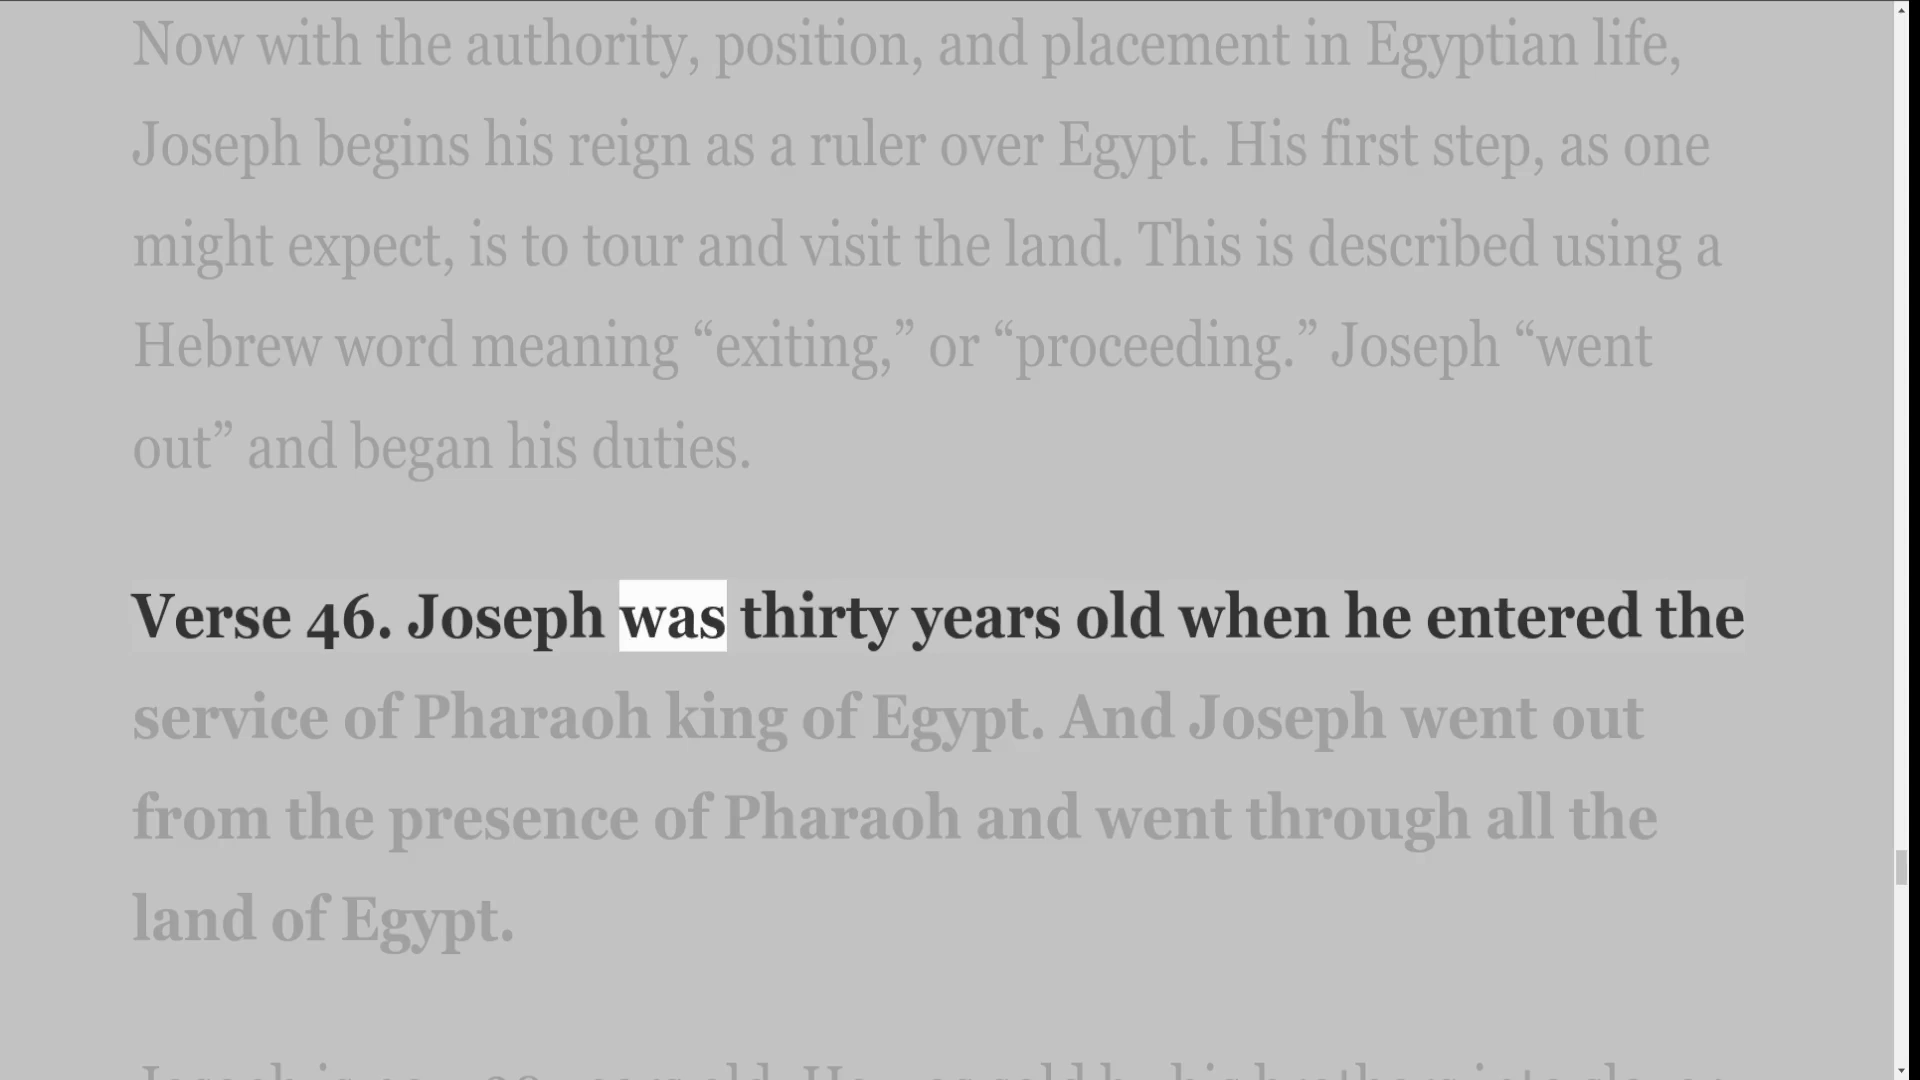 Now with the authority, position, and placement in Egyptian life,
Joseph begins his reign as a ruler over Egypt. His first step, as one
might expect, is to tour and visit the land. This is described using a
Hebrew word meaning “exiting,” or “proceeding.” Joseph “went
out” and began his duties.
Verse 46. Joseph was thirty years old when he entered the
service of Pharaoh king of Egypt. And Joseph went out
from the presence of Pharaoh and went through all the
land of Egypt.